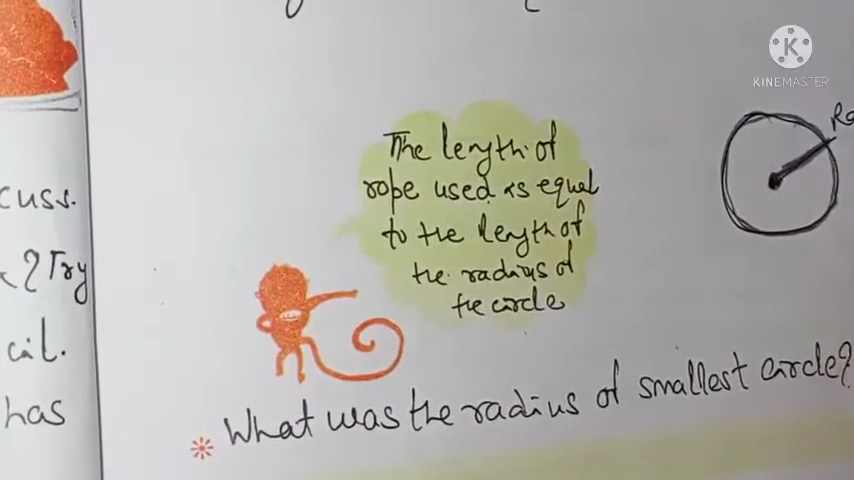 KINEMASTER
The length of
rope used is equal
to the length of
the radius of
the circle
cuss.
? Try
cal.
has
What was the radius of smallest circle?